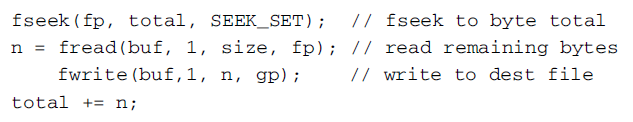 fseek(fp, total, SEEK_SET);  // fseek to byte total
n = fread(buf, 1, size, fp); // read remaining bytes
    fwrite(buf,1, n, gp);    // write to dest file
total += n;